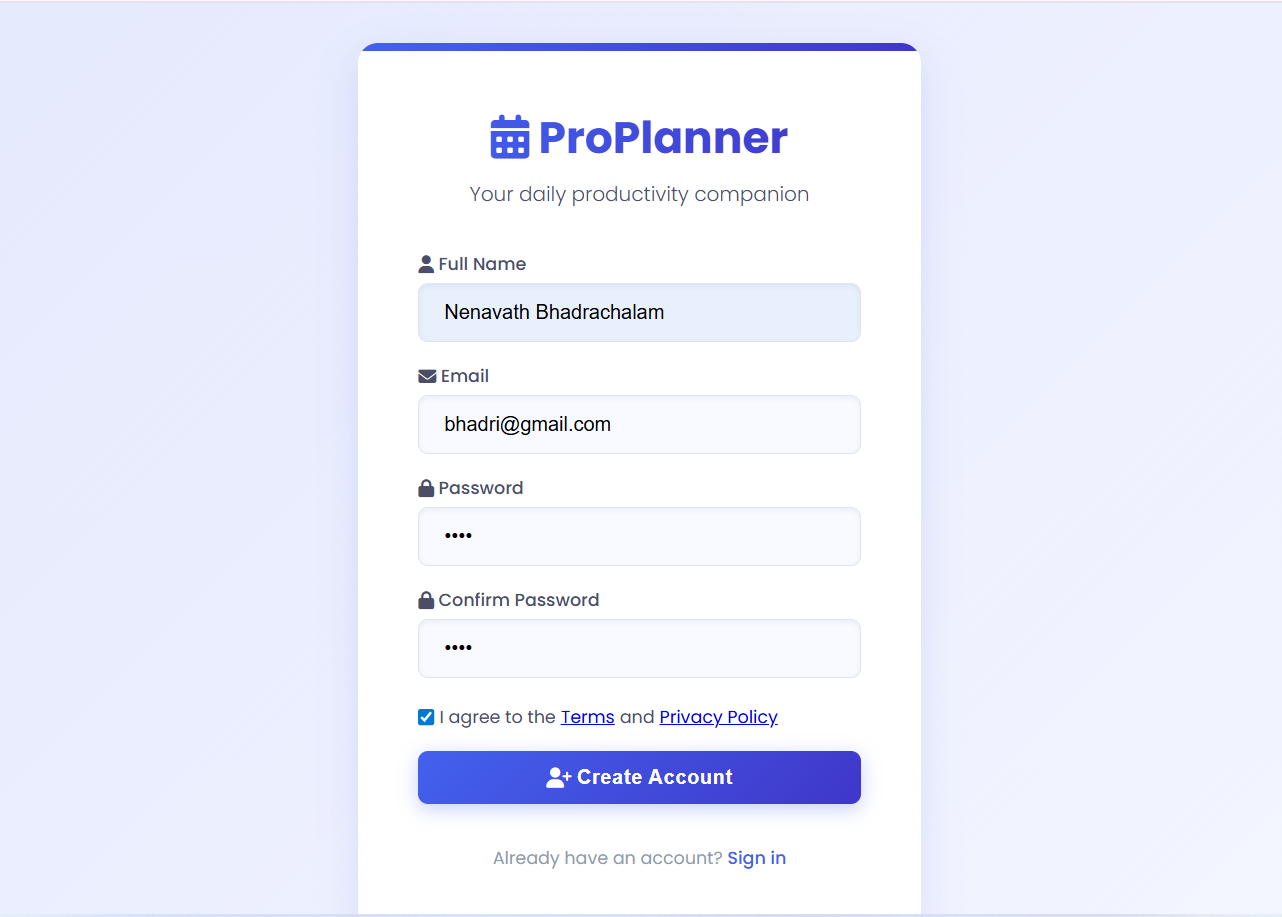 ProPlanner
Your daily productivity companion
Full Name
Nenavath Bhadrachalam
Email
bhadri@gmail.com
Password
••••
Confirm Password
••••
I agree to the Terms and Privacy Policy
Create Account
Already have an account? Sign in